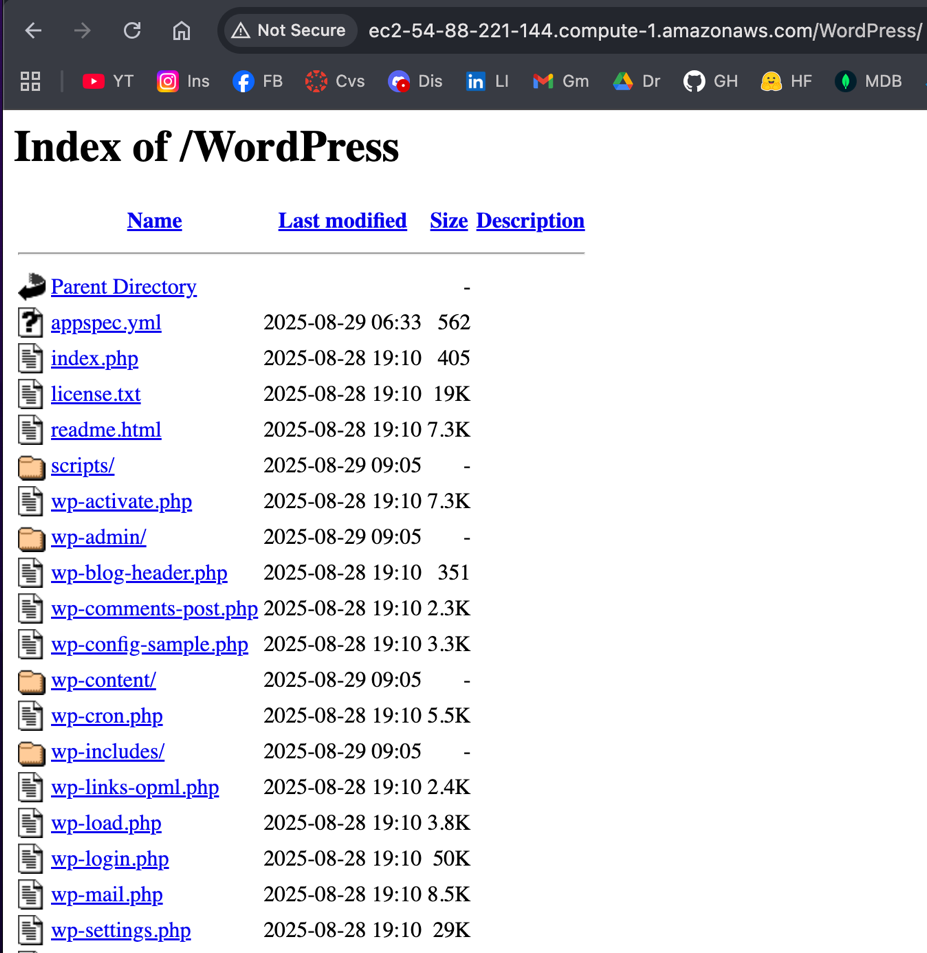 Not Secure ec2-54-88-221-144.compute-1.amazonaws.com/WordPress/
YT Ins FB Cvs Dis LI Gm Dr GH HF MDB
Index of /WordPress
Name Last modified Size Description
Parent Directory -
appspec.yml 2025-08-29 06:33 562
index.php 2025-08-28 19:10 405
license.txt 2025-08-28 19:10 19K
readme.html 2025-08-28 19:10 7.3K
scripts/ 2025-08-29 09:05 -
wp-activate.php 2025-08-28 19:10 7.3K
wp-admin/ 2025-08-29 09:05 -
wp-blog-header.php 2025-08-28 19:10 351
wp-comments-post.php 2025-08-28 19:10 2.3K
wp-config-sample.php 2025-08-28 19:10 3.3K
wp-content/ 2025-08-29 09:05 -
wp-cron.php 2025-08-28 19:10 5.5K
wp-includes/ 2025-08-29 09:05 -
wp-links-opml.php 2025-08-28 19:10 2.4K
wp-load.php 2025-08-28 19:10 3.8K
wp-login.php 2025-08-28 19:10 50K
wp-mail.php 2025-08-28 19:10 8.5K
wp-settings.php 2025-08-28 19:10 29K